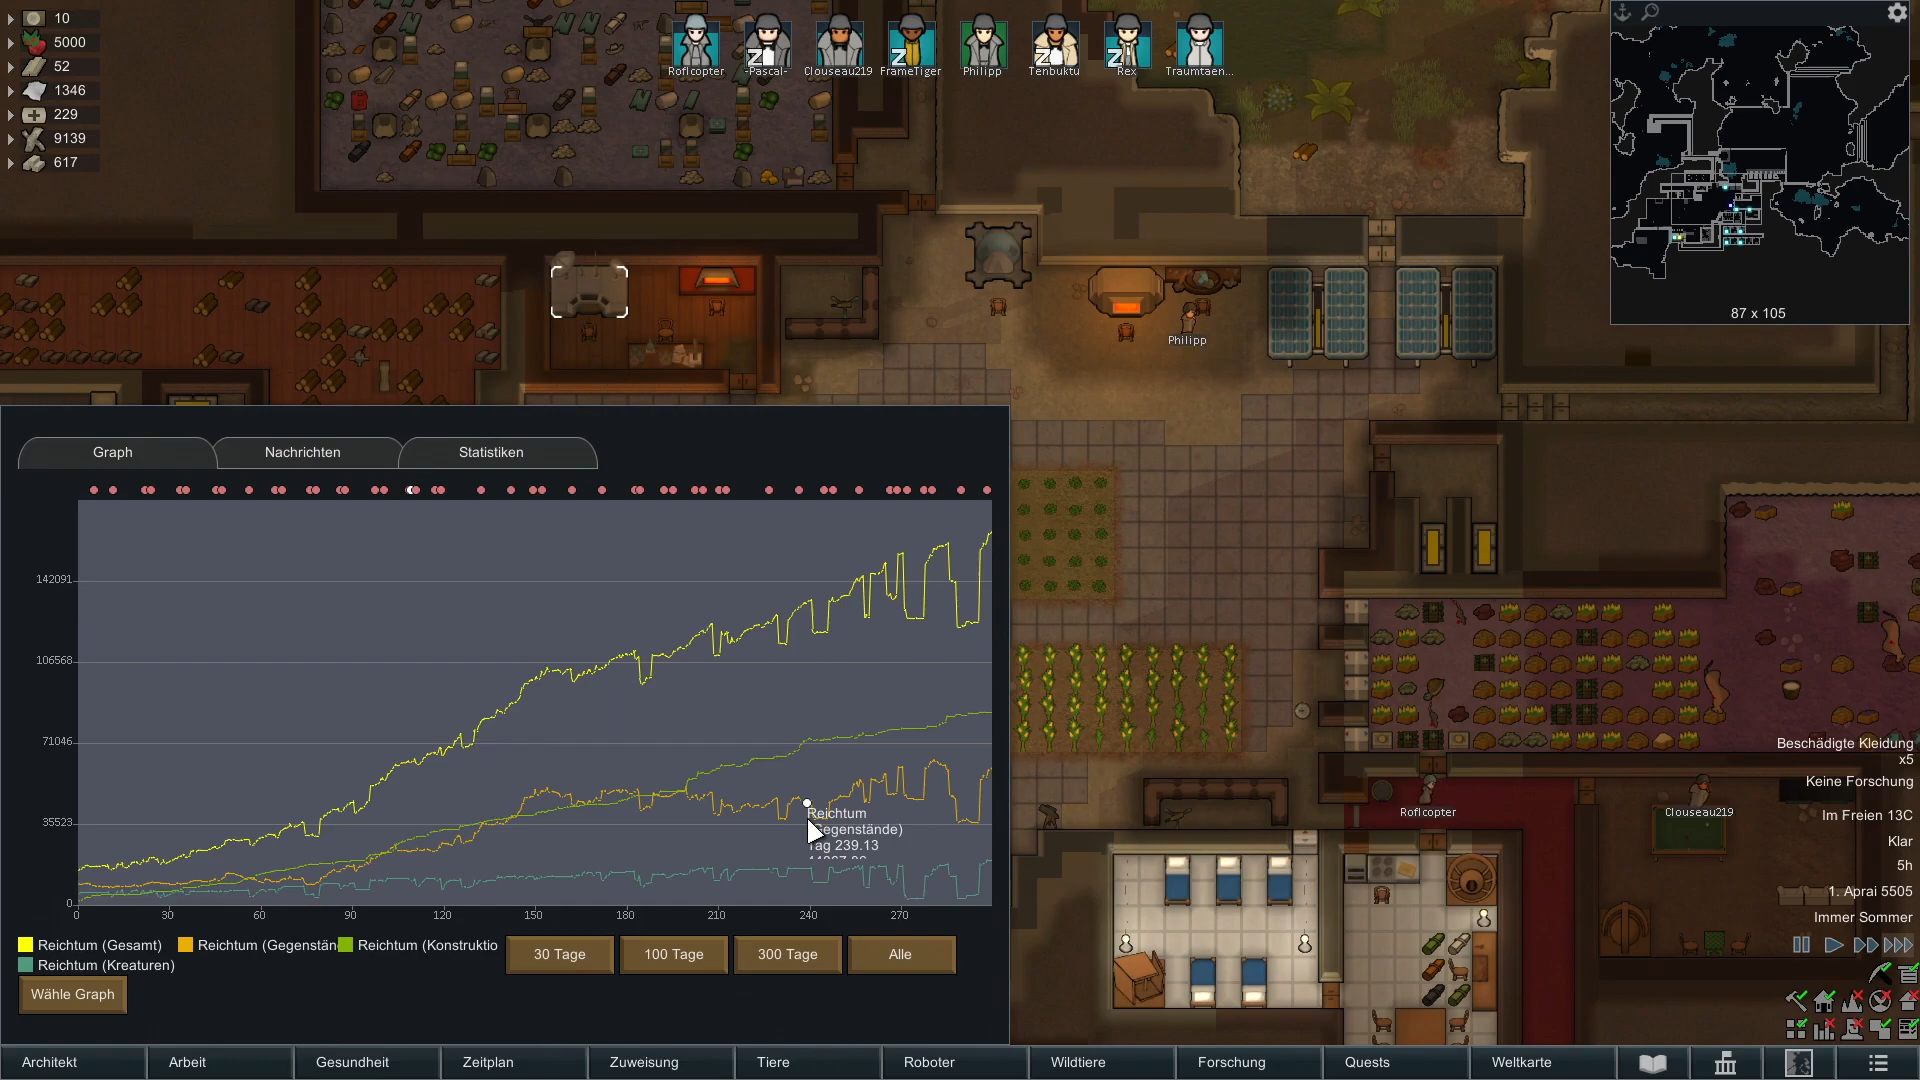 10
5000
52
1346
229
9139
617
Roflcopter
-Pascal-
Clouseau219
FrameTiger
Philipp
Tenbuktu
Rex
Traumtaen...
87 x 105
Philipp
Graph
Nachrichten
Statistiken
142091
106568
71046
35523
0
0
30
60
90
120
150
180
210
240
270
Reichtum
(Gegenstände)
Tag 239.13
Reichtum (Gesamt)
Reichtum (Gegenstän
Reichtum (Konstruktio
Reichtum (Kreaturen)
30 Tage
100 Tage
300 Tage
Alle
Wähle Graph
Roflcopter
Clouseau219
Beschädigte Kleidung
x5
Keine Forschung
Im Freien 13C
Klar
5h
1. Aprai 5505
Immer Sommer
Architekt
Arbeit
Gesundheit
Zeitplan
Zuweisung
Tiere
Roboter
Wildtiere
Forschung
Quests
Weltkarte